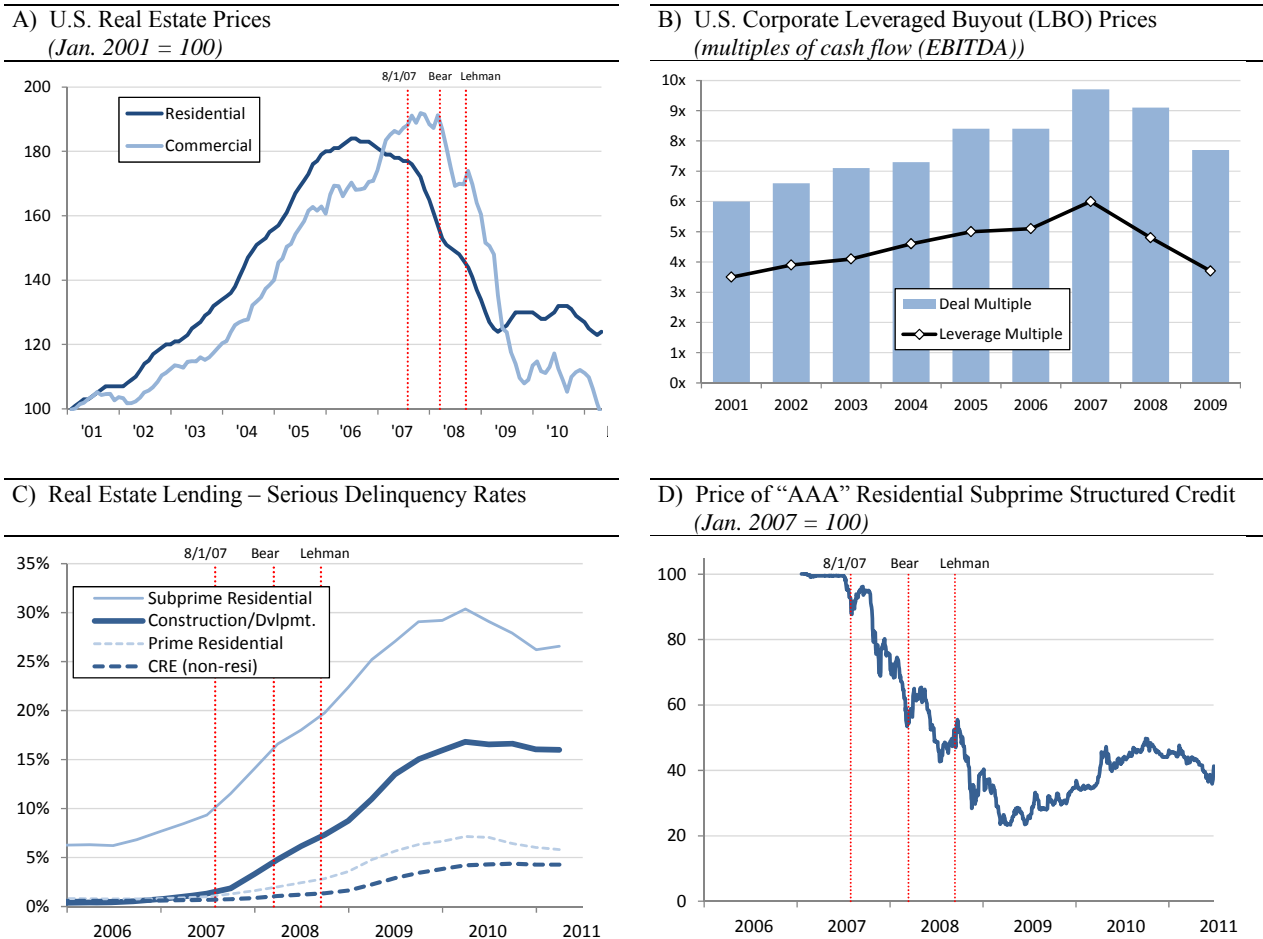 A) U.S. Real Estate Prices
(Jan. 2001 = 100)
8/1/07 Bear Lehman
200
180
160
140
120
100
Residential
Commercial
'01 '02 '03 '04 '05 '06 '07 '08 '09 '10
B) U.S. Corporate Leveraged Buyout (LBO) Prices
(multiples of cash flow (EBITDA))
10x
9x
8x
7x
6x
5x
4x
3x
2x
1x
0x
Deal Multiple
Leverage Multiple
2001 2002 2003 2004 2005 2006 2007 2008 2009
C) Real Estate Lending – Serious Delinquency Rates
8/1/07 Bear Lehman
35%
30%
25%
20%
15%
10%
5%
0%
Subprime Residential
Construction/Dvlpmt.
Prime Residential
CRE (non-resi)
2006 2007 2008 2009 2010 2011
D) Price of “AAA” Residential Subprime Structured Credit
(Jan. 2007 = 100)
8/1/07 Bear Lehman
100
80
60
40
20
0
2006 2007 2008 2009 2010 2011